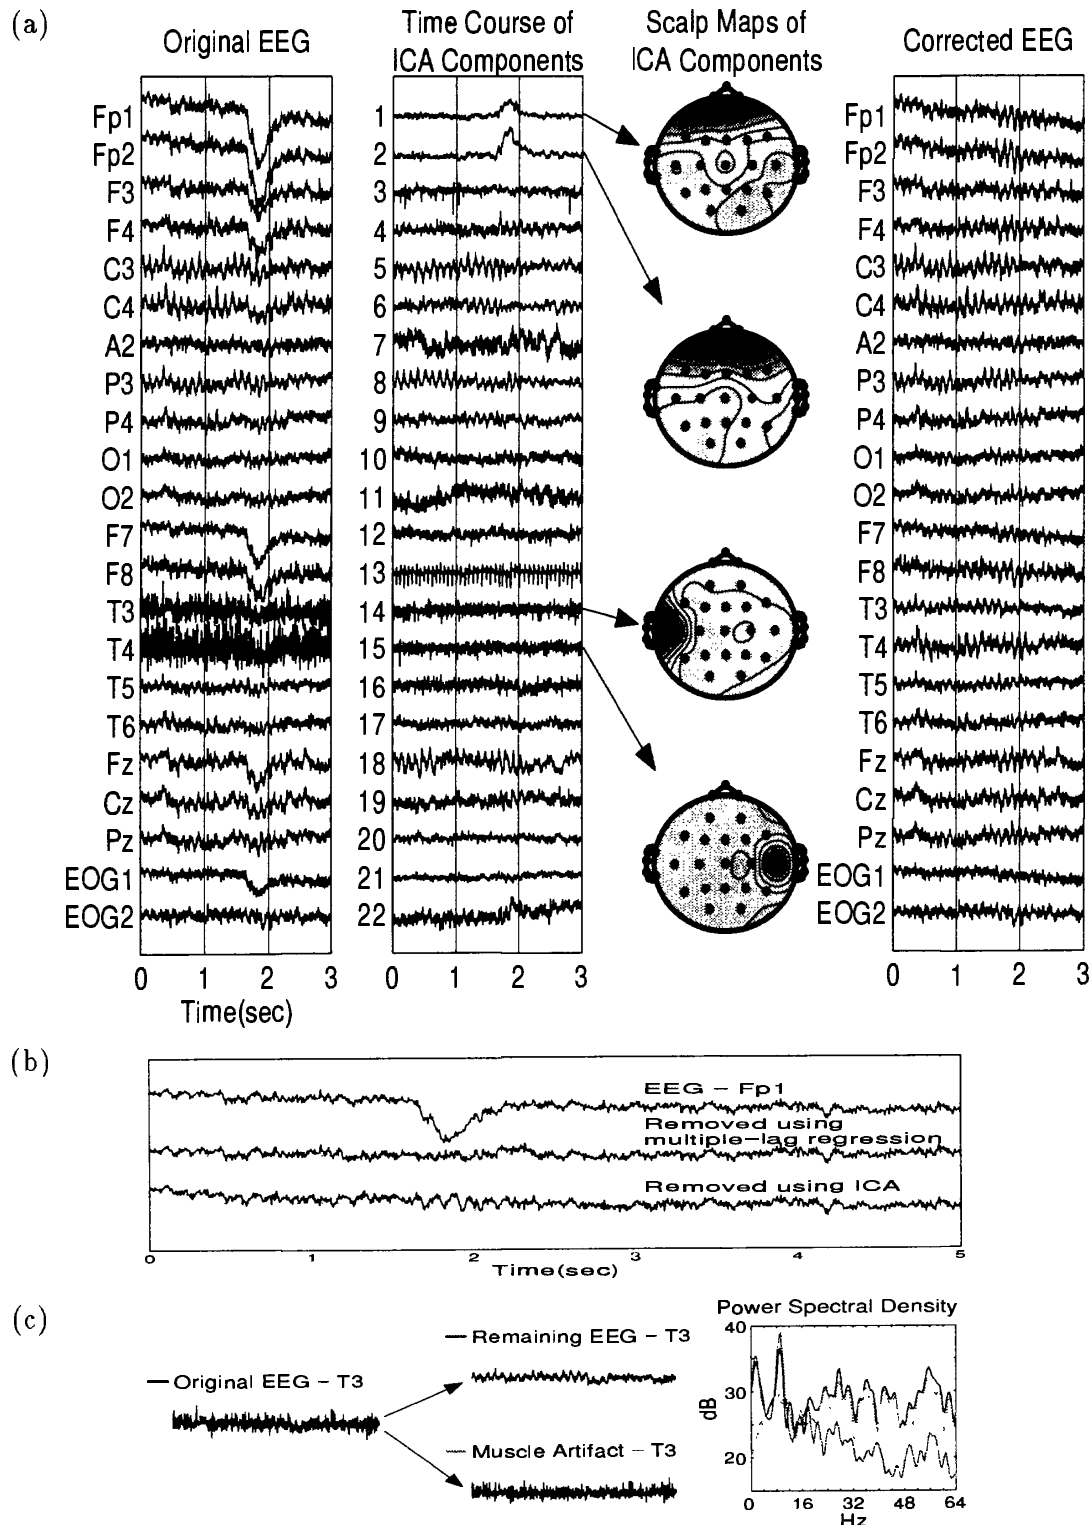 (a)
Original EEG
Time Course of
ICA Components
Scalp Maps of
ICA Components
Corrected EEG
Fp1
Fp2
F3
F4
C3
C4
A2
P3
P4
O1
O2
F7
F8
T3
T4
T5
T6
Fz
Cz
Pz
EOG1
EOG2
0 1 2 3
Time(sec)
1
2
3
4
5
6
7
8
9
10
11
12
13
14
15
16
17
18
19
20
21
22
0 1 2 3
Fp1
Fp2
F3
F4
C3
C4
A2
P3
P4
O1
O2
F7
F8
T3
T4
T5
T6
Fz
Cz
Pz
EOG1
EOG2
0 1 2 3
(b)
EEG – Fp1
Removed using
multiple–lag regression
Removed using ICA
0 1 2 3 4 5
Time(sec)
(c)
Original EEG – T3
Remaining EEG – T3
Muscle Artifact – T3
Power Spectral Density
40
30
20
dB
0 16 32 48 64
Hz